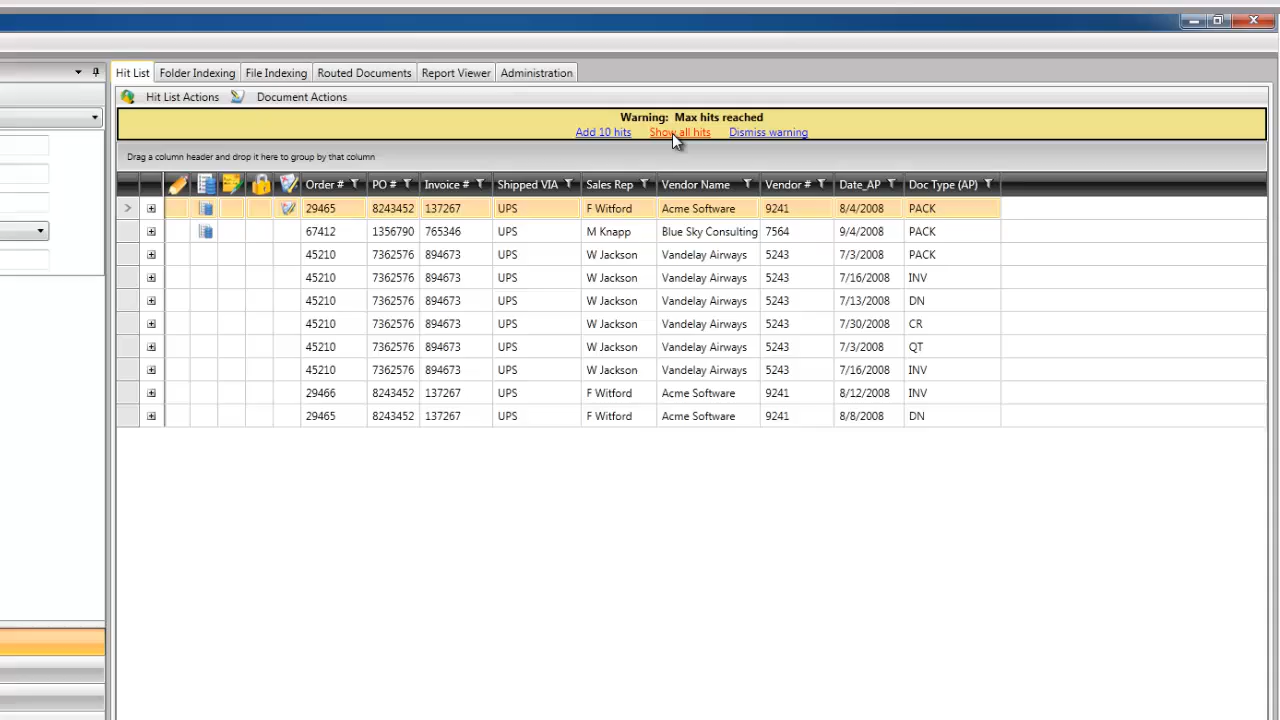 Hit List Folder Indexing File Indexing Routed Documents Report Viewer Administration
Hit List Actions Document Actions
Warning: Max hits reached
Add 10 hits Show all hits Dismiss warning
Drag a column header and drop it here to group by that column
Order # PO # Invoice # Shipped VIA Sales Rep Vendor Name Vendor # Date_AP Doc Type (AP)
29465 8243452 137267 UPS F Witford Acme Software 9241 8/4/2008 PACK
67412 1356790 765346 UPS M Knapp Blue Sky Consulting 7564 9/4/2008 PACK
45210 7362576 894673 UPS W Jackson Vandelay Airways 5243 7/3/2008 PACK
45210 7362576 894673 UPS W Jackson Vandelay Airways 5243 7/16/2008 INV
45210 7362576 894673 UPS W Jackson Vandelay Airways 5243 7/13/2008 DN
45210 7362576 894673 UPS W Jackson Vandelay Airways 5243 7/30/2008 CR
45210 7362576 894673 UPS W Jackson Vandelay Airways 5243 7/3/2008 QT
45210 7362576 894673 UPS W Jackson Vandelay Airways 5243 7/16/2008 INV
29466 8243452 137267 UPS F Witford Acme Software 9241 8/12/2008 INV
29465 8243452 137267 UPS F Witford Acme Software 9241 8/8/2008 DN